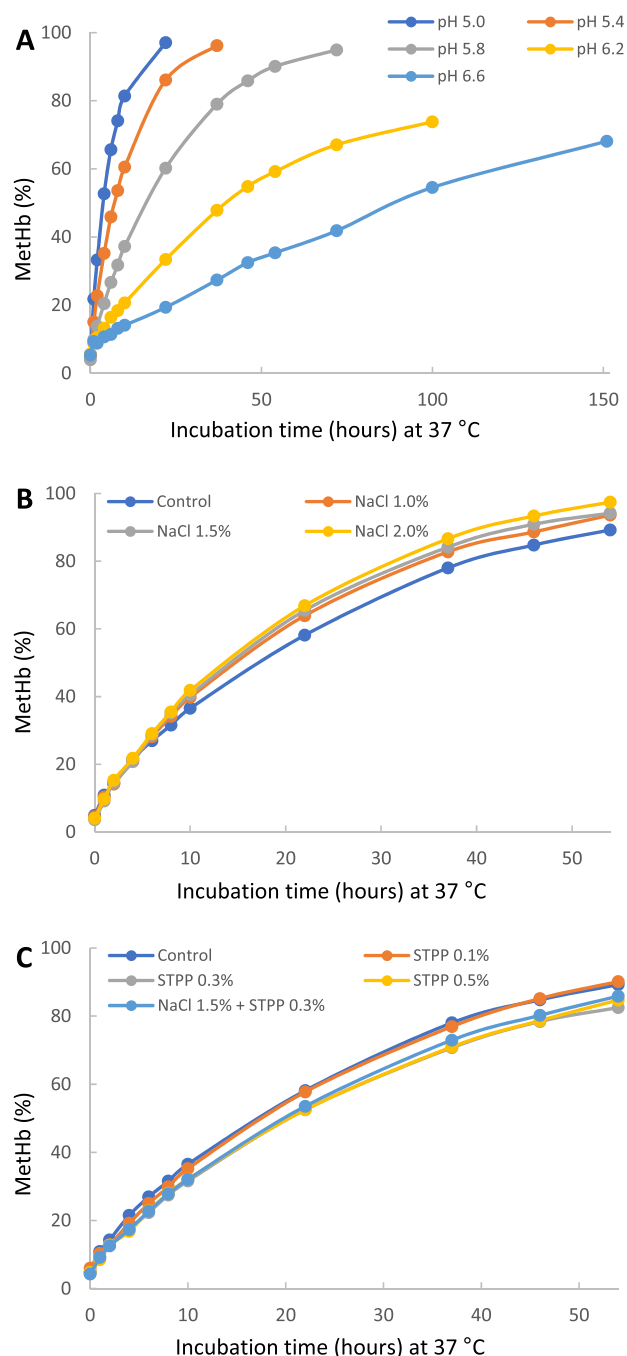 A
pH 5.0 pH 5.4
pH 5.8 pH 6.2
pH 6.6
MetHb (%)
100
80
60
40
20
0
0 50 100 150
Incubation time (hours) at 37 °C
B
Control NaCl 1.0%
NaCl 1.5% NaCl 2.0%
MetHb (%)
100
80
60
40
20
0
0 10 20 30 40 50
Incubation time (hours) at 37 °C
C
Control STPP 0.1%
STPP 0.3% STPP 0.5%
NaCl 1.5% + STPP 0.3%
MetHb (%)
100
80
60
40
20
0
0 10 20 30 40 50
Incubation time (hours) at 37 °C